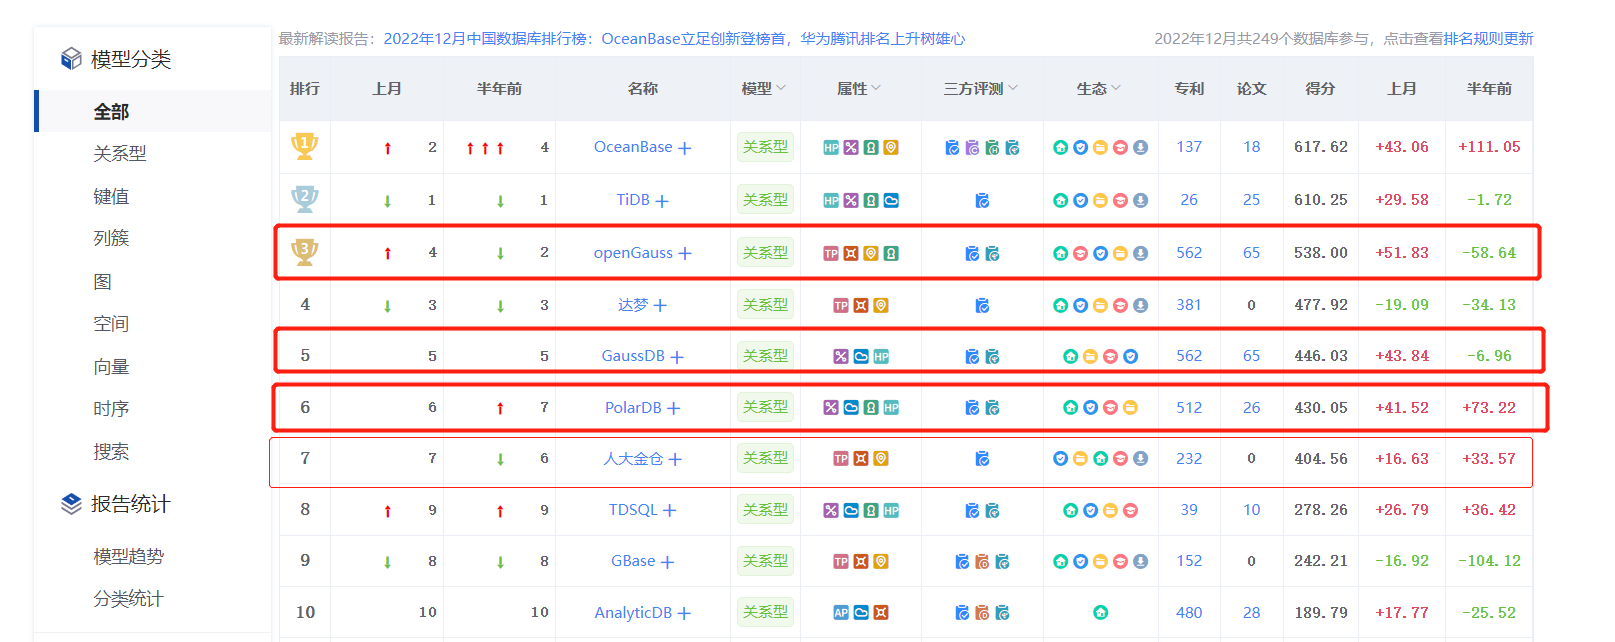 最新解读报告：2022年12月中国数据库排行榜：OceanBase立足创新登榜首，华为腾讯排名上升树雄心
2022年12月共249个数据库参与，点击查看排名规则更新
模型分类
全部
关系型
键值
列簇
图
空间
向量
时序
搜索
报告统计
模型趋势
分类统计
排行 上月 半年前 名称 模型 属性 三方评测 生态 专利 论文 得分 上月 半年前
1 ↑ 2 ↑↑↑ 4 OceanBase + 关系型 HP 137 18 617.62 +43.06 +111.05
2 ↓ 1 ↓ 1 TiDB + 关系型 HP 26 25 610.25 +29.58 -1.72
3 ↑ 4 ↓ 2 openGauss + 关系型 TP 562 65 538.00 +51.83 -58.64
4 ↓ 3 ↓ 3 达梦 + 关系型 TP 381 0 477.92 -19.09 -34.13
5 5 5 GaussDB + 关系型 HP 562 65 446.03 +43.84 -6.96
6 6 ↑ 7 PolarDB + 关系型 HP 512 26 430.05 +41.52 +73.22
7 7 ↓ 6 人大金仓 + 关系型 TP 232 0 404.56 +16.63 +33.57
8 ↑ 9 ↑ 9 TDSQL + 关系型 HP 39 10 278.26 +26.79 +36.42
9 ↓ 8 ↓ 8 GBase + 关系型 TP 152 0 242.21 -16.92 -104.12
10 10 10 AnalyticDB + 关系型 AP 480 28 189.79 +17.77 -25.52